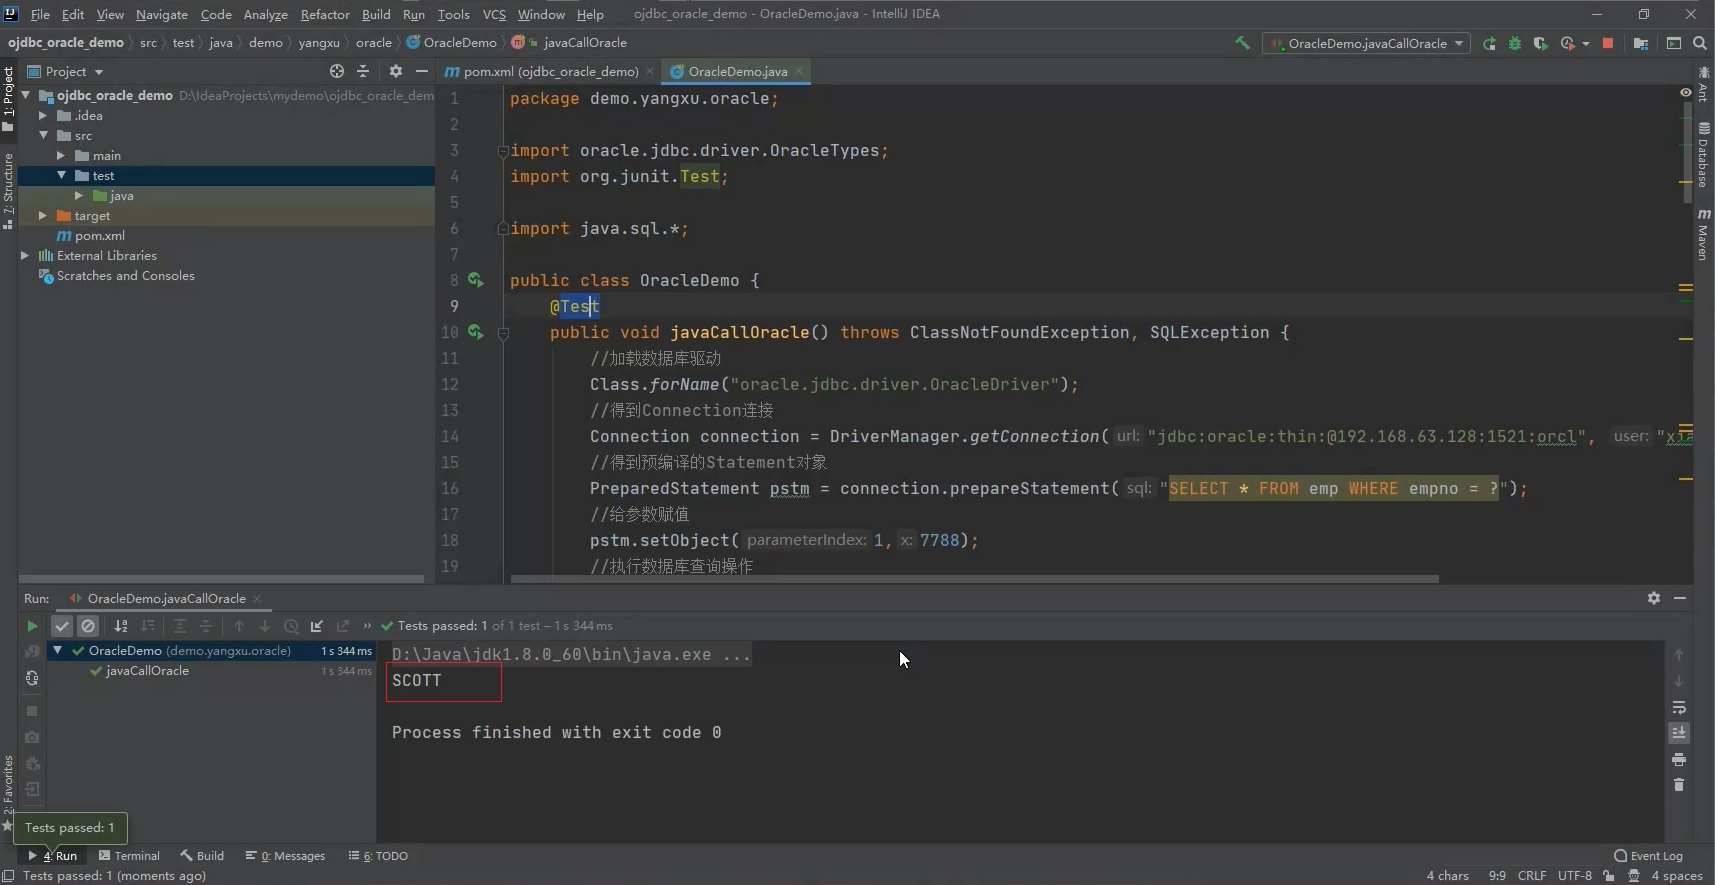 File Edit View Navigate Code Analyze Refactor Build Run Tools VCS Window Help ojdbc_oracle_demo - OracleDemo.java - IntelliJ IDEA
ojdbc_oracle_demo src test java demo yangxu oracle OracleDemo javaCallOracle OracleDemo.javaCallOracle
Project
pom.xml (ojdbc_oracle_demo) OracleDemo.java
1: Project
7: Structure
2: Favorites
Ant
Database
Maven
ojdbc_oracle_demo D:\IdeaProjects\mydemo\ojdbc_oracle_dem
.idea
src
main
test
java
target
pom.xml
External Libraries
Scratches and Consoles
1 package demo.yangxu.oracle;
2
3 import oracle.jdbc.driver.OracleTypes;
4 import org.junit.Test;
5
6 import java.sql.*;
7
8 public class OracleDemo {
9 @Test
10 public void javaCallOracle() throws ClassNotFoundException, SQLException {
11 //加载数据库驱动
12 Class.forName("oracle.jdbc.driver.OracleDriver");
13 //得到Connection连接
14 Connection connection = DriverManager.getConnection( url: "jdbc:oracle:thin:@192.168.63.128:1521:orcl", user: "xia
15 //得到预编译的Statement对象
16 PreparedStatement pstm = connection.prepareStatement( sql: "SELECT * FROM emp WHERE empno = ?");
17 //给参数赋值
18 pstm.setObject( parameterIndex: 1, x: 7788);
19 //执行数据库查询操作
Run: OracleDemo.javaCallOracle
Tests passed: 1 of 1 test – 1 s 344 ms
OracleDemo (demo.yangxu.oracle) 1 s 344 ms
javaCallOracle 1 s 344 ms
D:\Java\jdk1.8.0_60\bin\java.exe ...
SCOTT
Process finished with exit code 0
Tests passed: 1
4: Run Terminal Build 0: Messages 6: TODO Event Log
Tests passed: 1 (moments ago) 4 chars 9:9 CRLF UTF-8 4 spaces